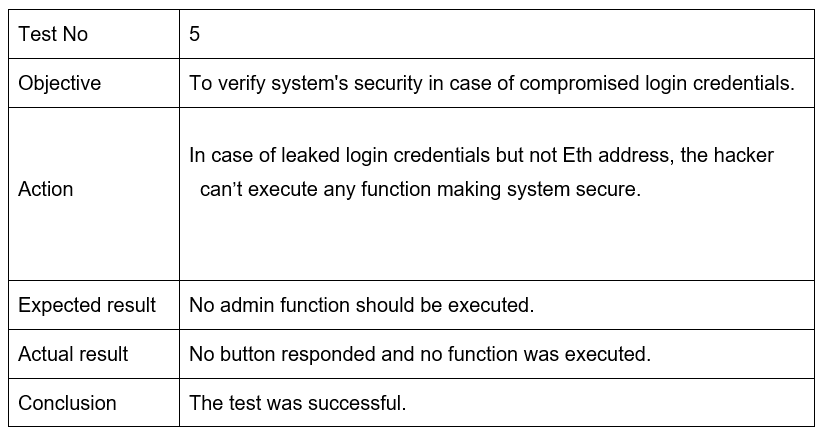 Test No 5
Objective To verify system's security in case of compromised login credentials.
In case of leaked login credentials but not Eth address, the hacker
Action can’t execute any function making system secure.
Expected result No admin function should be executed.
Actual result No button responded and no function was executed.
Conclusion The test was successful.